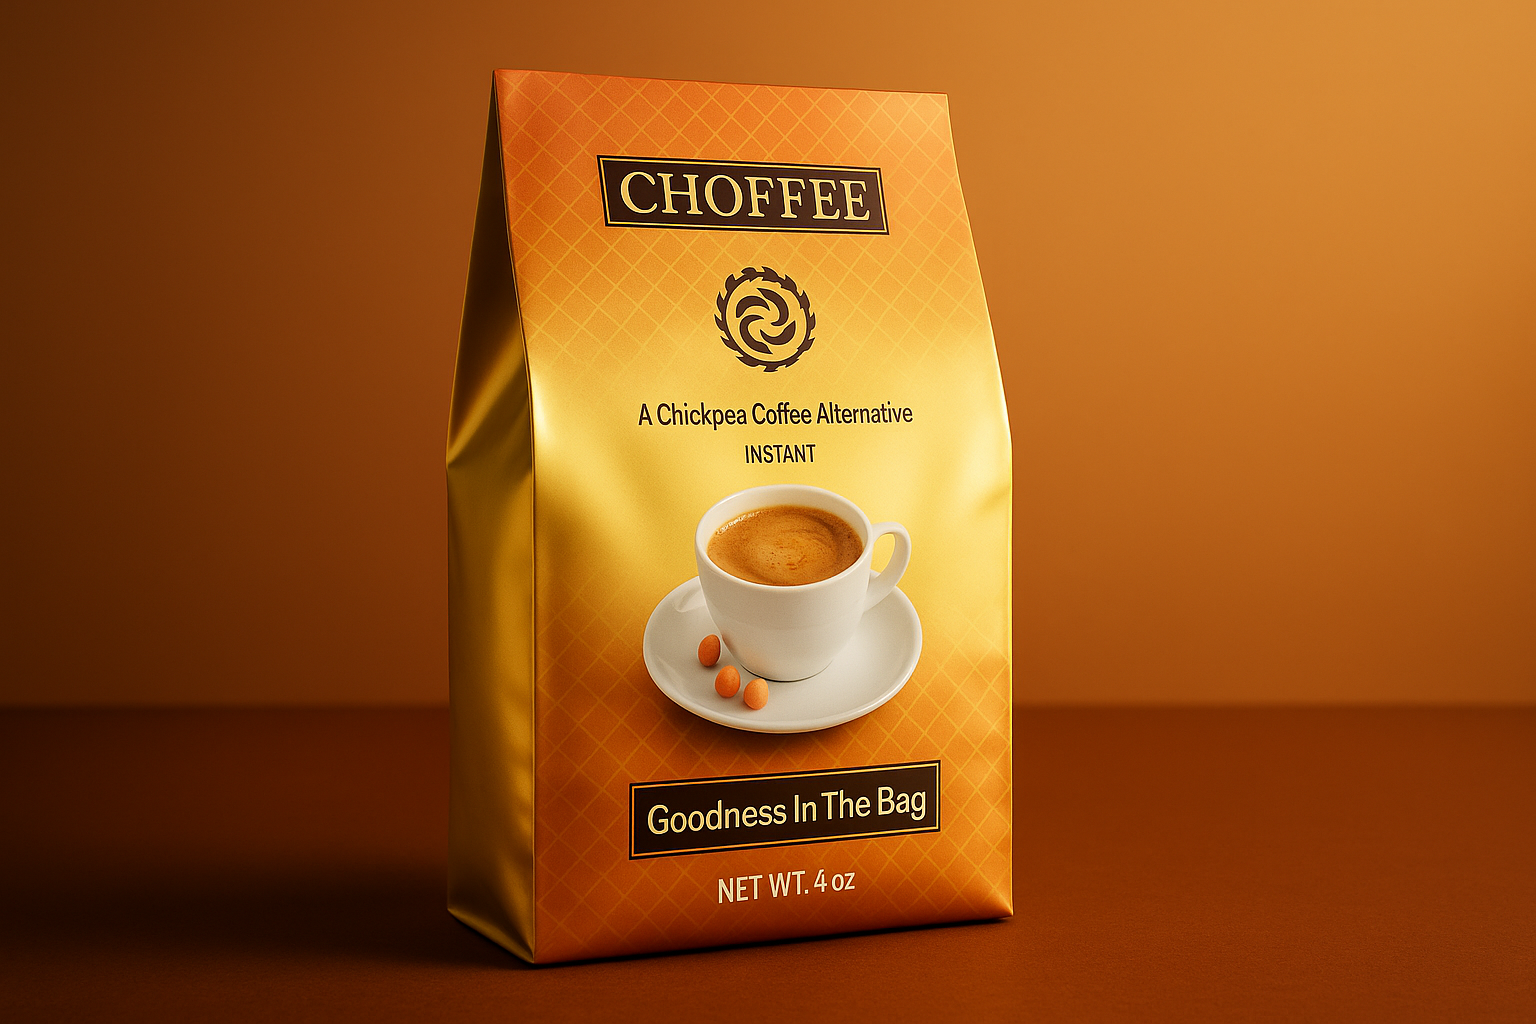 CHOFFEE
A Chickpea Coffee Alternative
INSTANT
Goodness In The Bag
NET WT. 4 oz